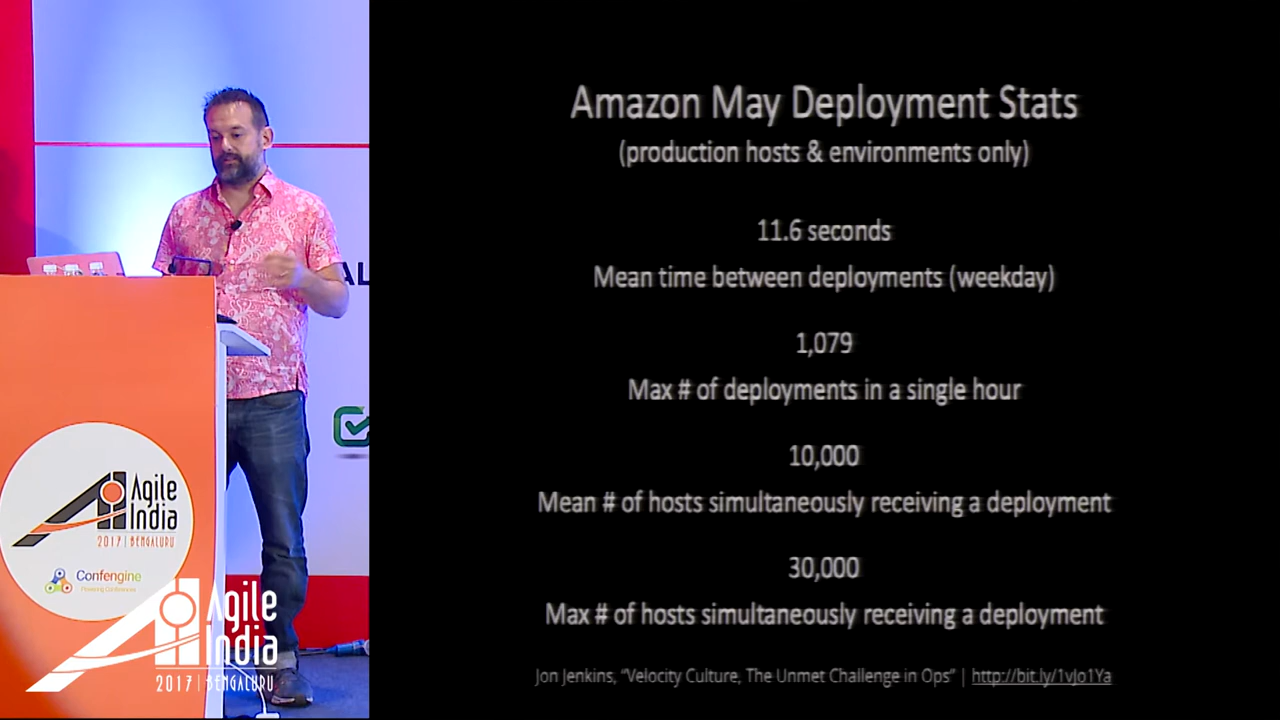 Amazon May Deployment Stats
(production hosts & environments only)
11.6 seconds
Mean time between deployments (weekday)
1,079
Max # of deployments in a single hour
10,000
Mean # of hosts simultaneously receiving a deployment
30,000
Max # of hosts simultaneously receiving a deployment
Jon Jenkins, “Velocity Culture, The Unmet Challenge in Ops” | http://bit.ly/1vJo1Ya
AL
Agile
India
2017 | BENGALURU
Confengine
Powering Conferences
Agile
India
2017 | BENGALURU